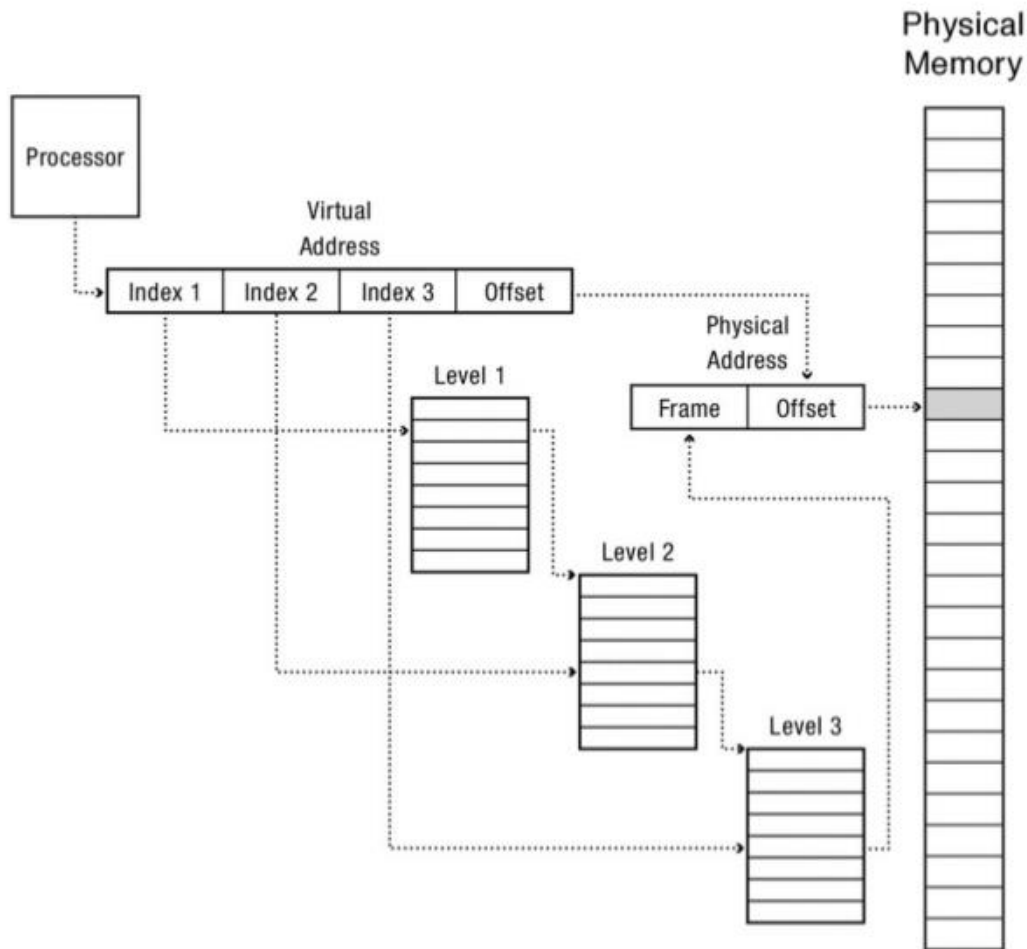 Physical
Memory
Processor
Virtual
Address
Index 1
Index 2
Index 3
Offset
Physical
Address
Level 1
Frame
Offset
Level 2
Level 3